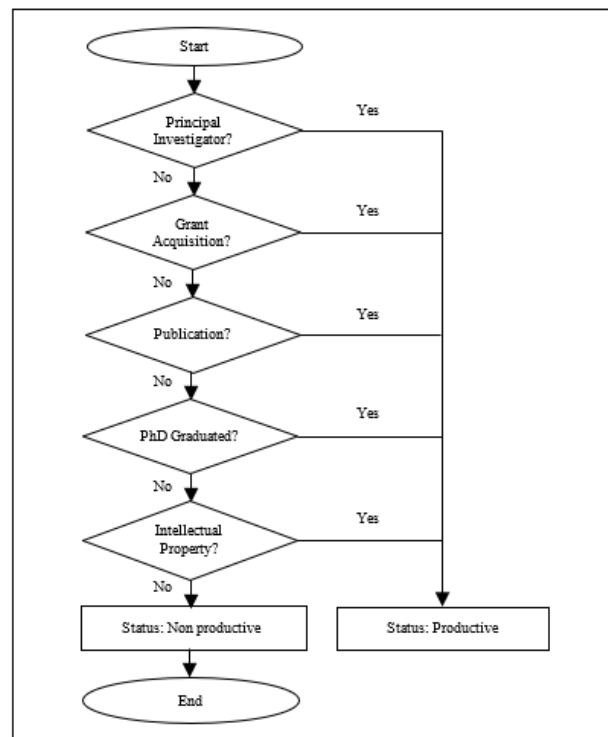 Start
Principal
Investigator?
Yes
No
Grant
Acquisition?
Yes
No
Publication?
Yes
No
PhD Graduated?
Yes
No
Intellectual
Property?
Yes
No
Status: Non productive
Status: Productive
End